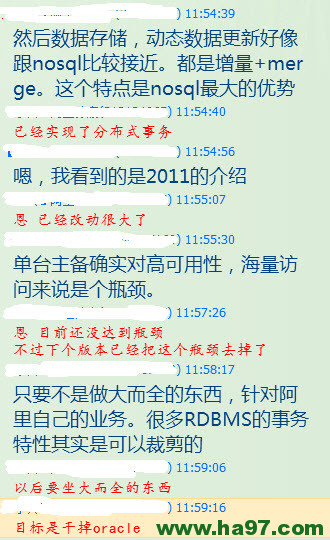 ) 11:54:39
然后数据存储，动态数据更新好像
跟nosql比较接近。都是增量+mer
ge。这个特点是nosql最大的优势
) 11:54:40
已经实现了分布式事务
) 11:54:56
嗯，我看到的是2011的介绍
) 11:55:07
恩 已经改动很大了
) 11:55:30
单台主备确实对高可用性，海量访
问来说是个瓶颈。
) 11:57:26
恩 目前还没达到瓶颈
不过下个版本已经把这个瓶颈去掉了
) 11:58:17
只要不是做大而全的东西，针对阿
里自己的业务。很多RDBMS的事务
特性其实是可以裁剪的
) 11:59:06
以后要坐大而全的东西
) 11:59:16
目标是干掉oracle
www.ha97.com